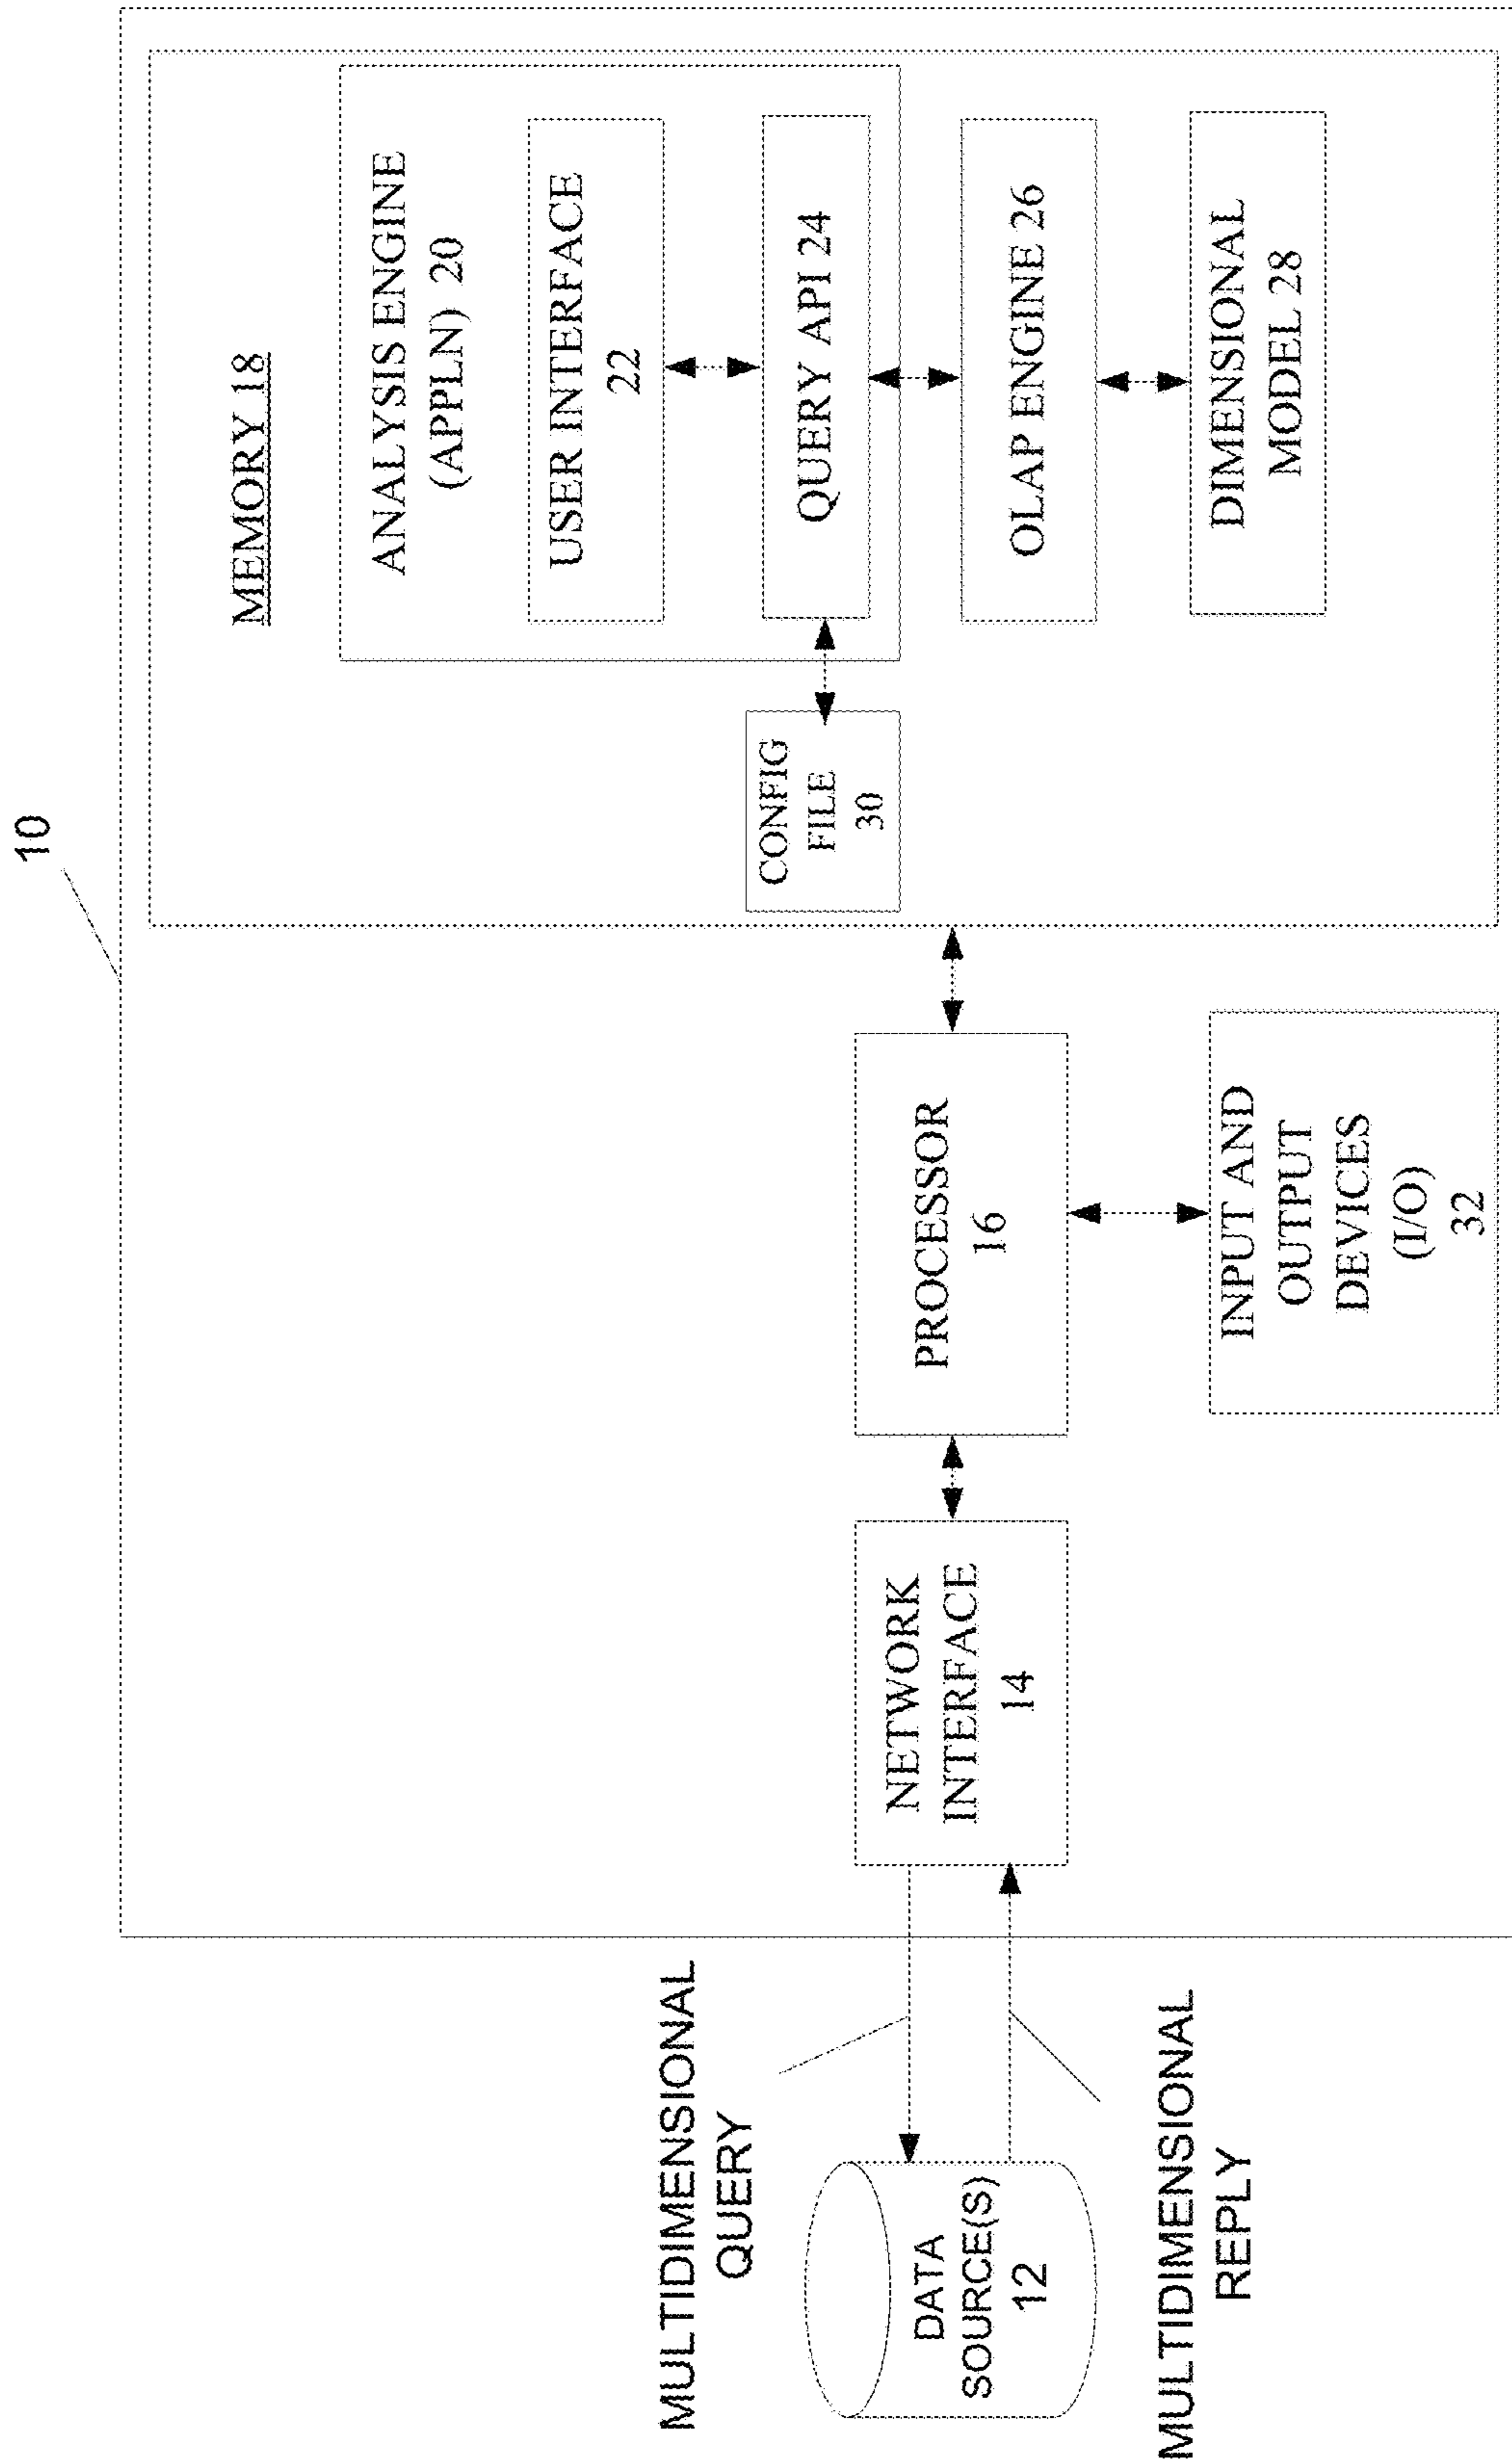 10
MEMORY 18
ANALYSIS ENGINE
(APPLN) 20
USER INTERFACE
22
QUERY API 24
CONFIG
FILE
30
OLAP ENGINE 26
DIMENSIONAL
MODEL 28
PROCESSOR
16
INPUT AND
OUTPUT
DEVICES
(I/O)
32
NETWORK
INTERFACE
14
MULTIDIMENSIONAL
QUERY
DATA
SOURCE(S)
12
MULTIDIMENSIONAL
REPLY